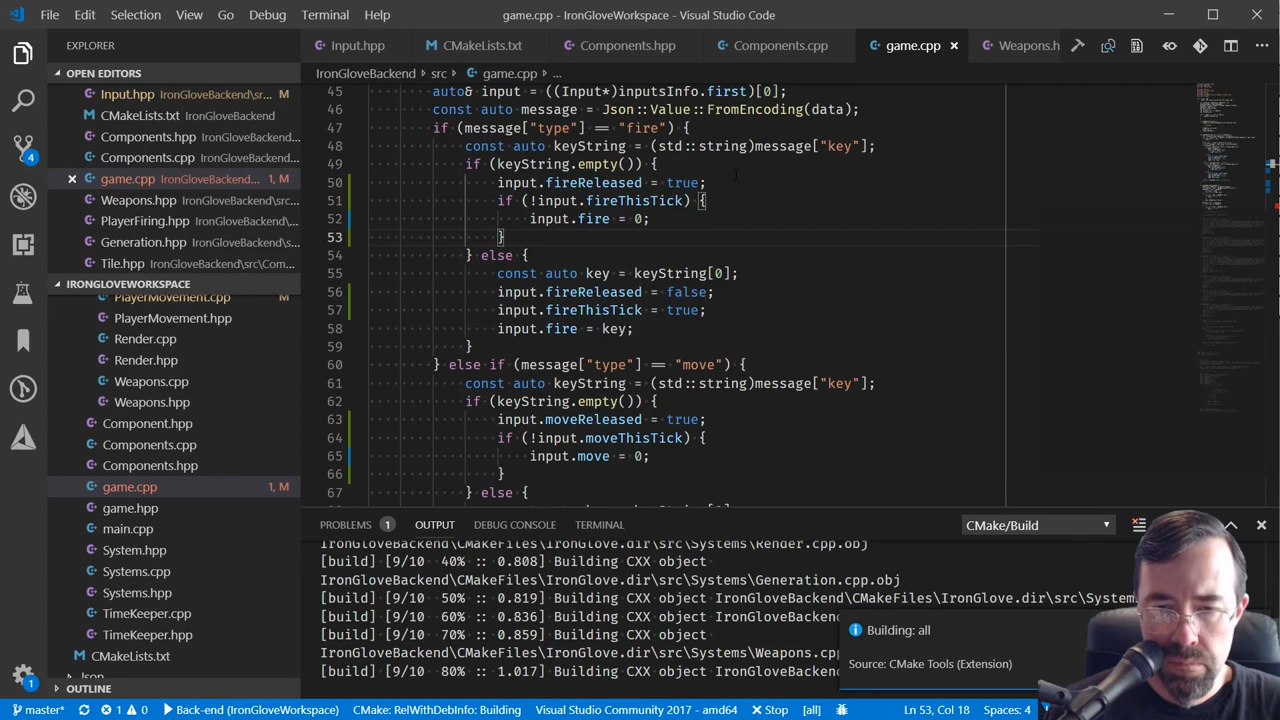 File Edit Selection View Go Debug Terminal Help
game.cpp - IronGloveWorkspace - Visual Studio Code
EXPLORER
Input.hpp
CMakeLists.txt
Components.hpp
Components.cpp
game.cpp
Weapons.h
OPEN EDITORS
Input.hpp IronGloveBackend\src... M
CMakeLists.txt IronGloveBackend
Components.hpp IronGloveBackend\...
Components.cpp IronGloveBackend\...
game.cpp IronGloveBackend... 1, M
Weapons.hpp IronGloveBackend\src...
PlayerFiring.hpp IronGloveBackend\...
Generation.hpp IronGloveBackend\...
Tile.hpp IronGloveBackend\src\Com...
IRONGLOVEWORKSPACE
PlayerMovement.cpp M
PlayerMovement.hpp
Render.cpp
Render.hpp
Weapons.cpp
Weapons.hpp
Component.hpp
Components.cpp
Components.hpp
game.cpp 1, M
game.hpp
main.cpp
System.hpp
Systems.cpp
Systems.hpp
TimeKeeper.cpp
TimeKeeper.hpp
CMakeLists.txt
Json
OUTLINE
4
1
IronGloveBackend › src › game.cpp › ...
45 auto& input = ((Input*)inputsInfo.first)[0];
46 const auto message = Json::Value::FromEncoding(data);
47 if (message["type"] == "fire") {
48 const auto keyString = (std::string)message["key"];
49 if (keyString.empty()) {
50 input.fireReleased = true;
51 if (!input.fireThisTick) {
52 input.fire = 0;
53 }
54 } else {
55 const auto key = keyString[0];
56 input.fireReleased = false;
57 input.fireThisTick = true;
58 input.fire = key;
59 }
60 } else if (message["type"] == "move") {
61 const auto keyString = (std::string)message["key"];
62 if (keyString.empty()) {
63 input.moveReleased = true;
64 if (!input.moveThisTick) {
65 input.move = 0;
66 }
67 } else {
PROBLEMS 1 OUTPUT DEBUG CONSOLE TERMINAL
CMake/Build
IronGloveBackend\CMakeFiles\IronGlove.dir\src\Systems\Render.cpp.obj
[build] [9/10 40% :: 0.808] Building CXX object
IronGloveBackend\CMakeFiles\IronGlove.dir\src\Systems\Generation.cpp.obj
[build] [9/10 50% :: 0.819] Building CXX object IronGloveBackend\CMakeFiles\IronGlove.dir\src\System
[build] [9/10 60% :: 0.836] Building CXX object
[build] [9/10 70% :: 0.859] Building CXX object
IronGloveBackend\CMakeFiles\IronGlove.dir\src\Systems\Weapons.cpp
[build] [9/10 80% :: 1.017] Building CXX object IronGloveBackend
Building: all
Source: CMake Tools (Extension)
master* 1 0 Back-end (IronGloveWorkspace) CMake: RelWithDebInfo: Building Visual Studio Community 2017 - amd64 Stop [all] Ln 53, Col 18 Spaces: 4